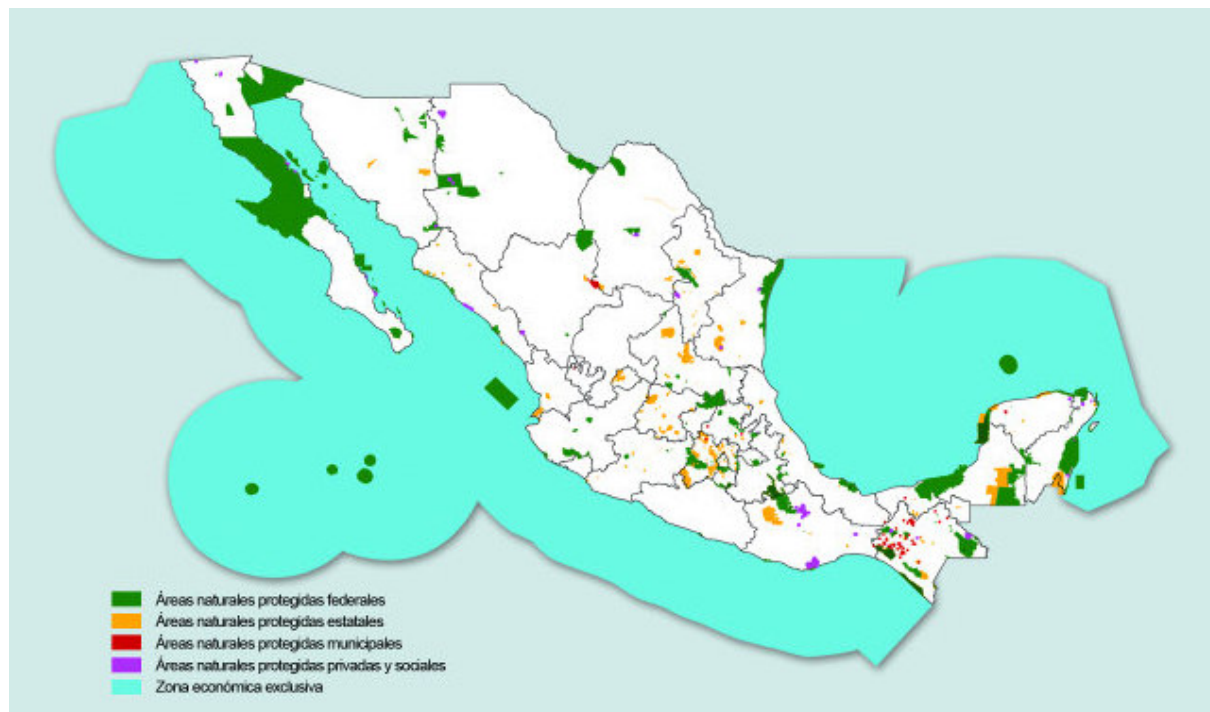 Áreas naturales protegidas federales
Áreas naturales protegidas estatales
Áreas naturales protegidas municipales
Áreas naturales protegidas privadas y sociales
Zona económica exclusiva